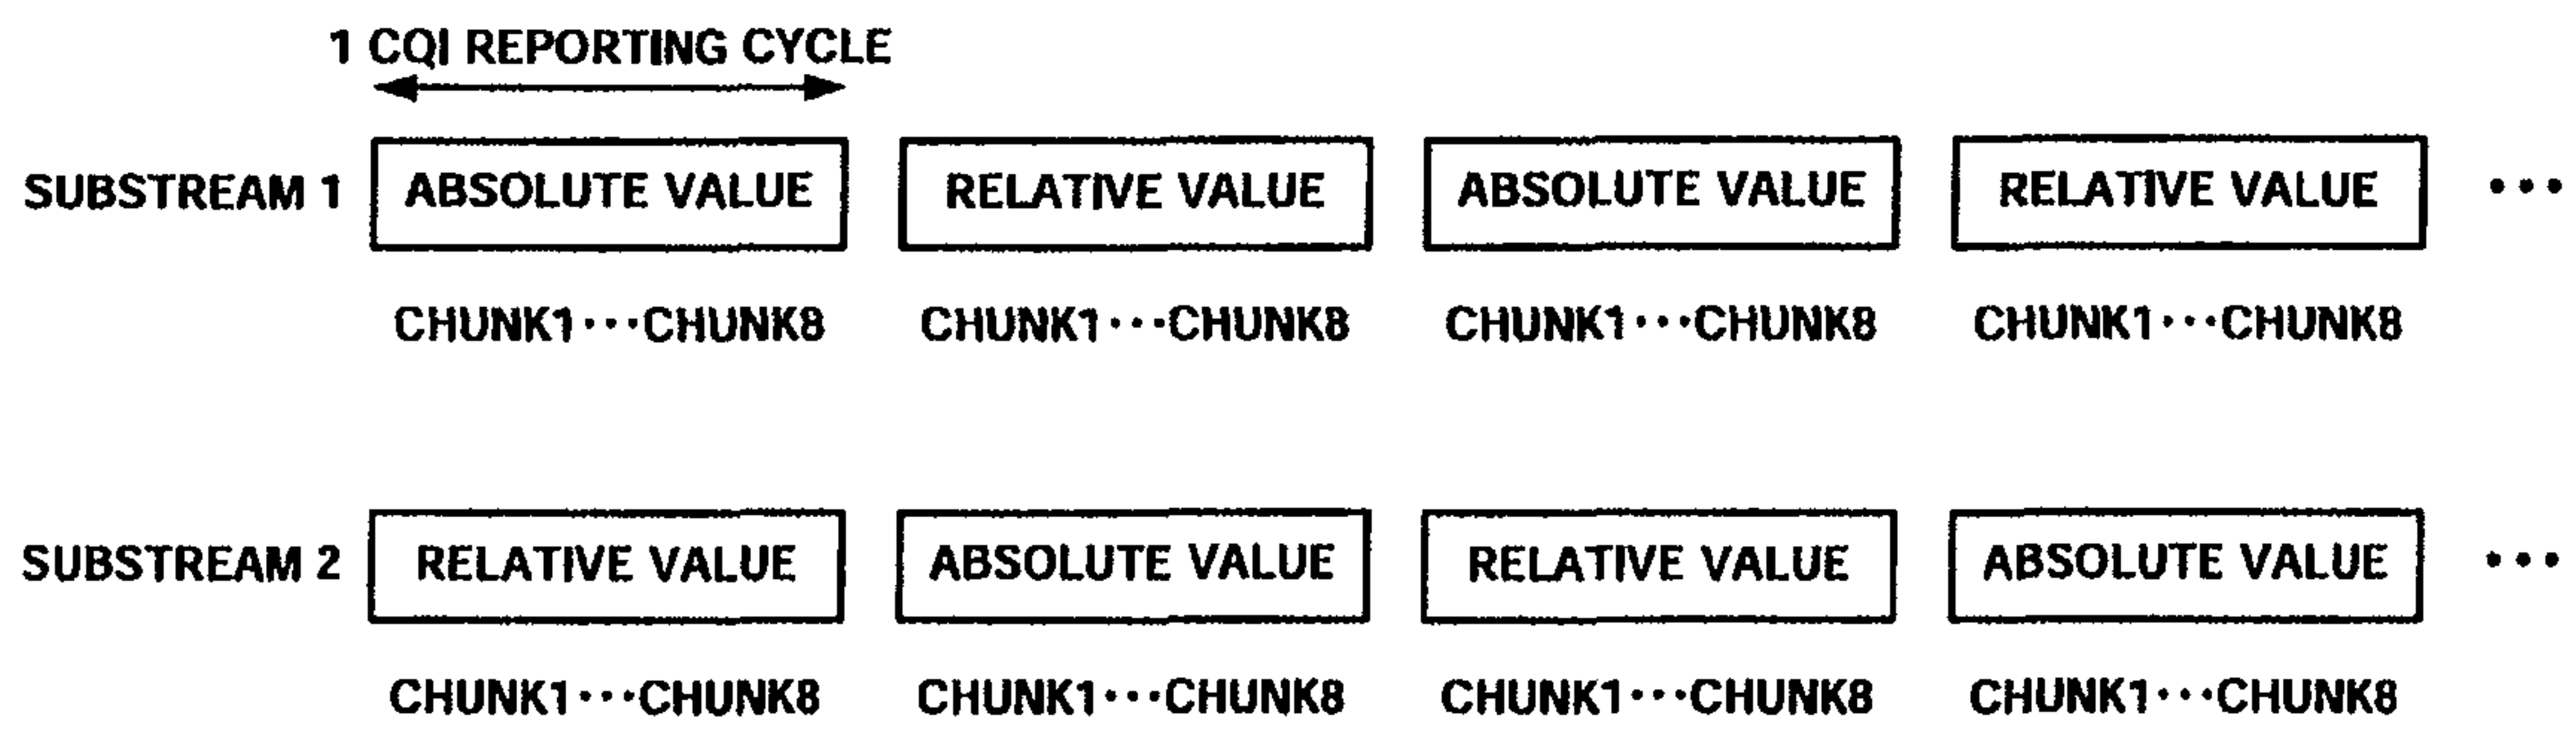 1 CQI REPORTING CYCLE
SUBSTREAM 1 ABSOLUTE VALUE RELATIVE VALUE ABSOLUTE VALUE RELATIVE VALUE ···
CHUNK1···CHUNK8 CHUNK1···CHUNK8 CHUNK1···CHUNK8 CHUNK1···CHUNK8
SUBSTREAM 2 RELATIVE VALUE ABSOLUTE VALUE RELATIVE VALUE ABSOLUTE VALUE ···
CHUNK1···CHUNK8 CHUNK1···CHUNK8 CHUNK1···CHUNK8 CHUNK1···CHUNK8